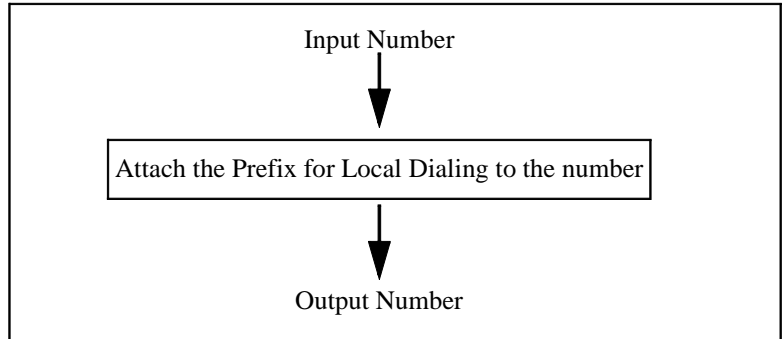 Input Number
Attach the Prefix for Local Dialing to the number
Output Number